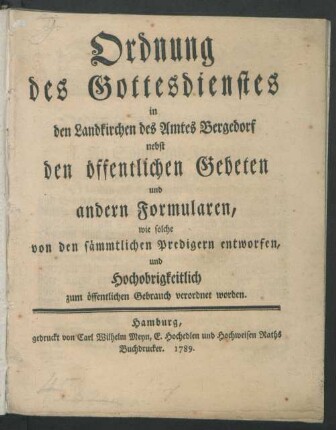 Ordnung
des Gottesdienstes
in
den Landkirchen des Amtes Bergedorf
nebst
den öffentlichen Gebeten
und
andern Formularen,
wie solche
von den sämmtlichen Predigern entworfen,
und
Hochobrigkeitlich
zum öffentlichen Gebrauch verordnet worden.
Hamburg,
gedruckt von Carl Wilhelm Meyn, E. Hochedlen und Hochweisen Raths
Buchdrucker. 1789.